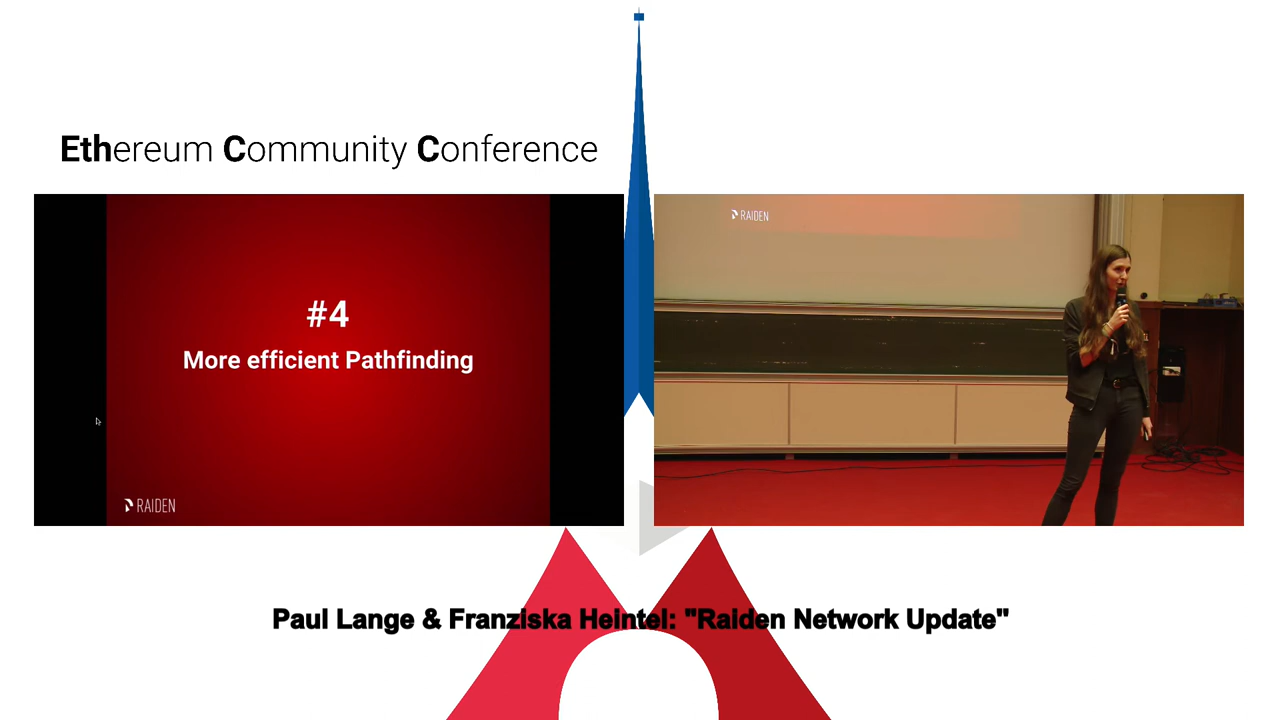 Ethereum Community Conference
#4
More efficient Pathfinding
RAIDEN
RAIDEN
Paul Lange & Franziska Heintel: "Raiden Network Update"